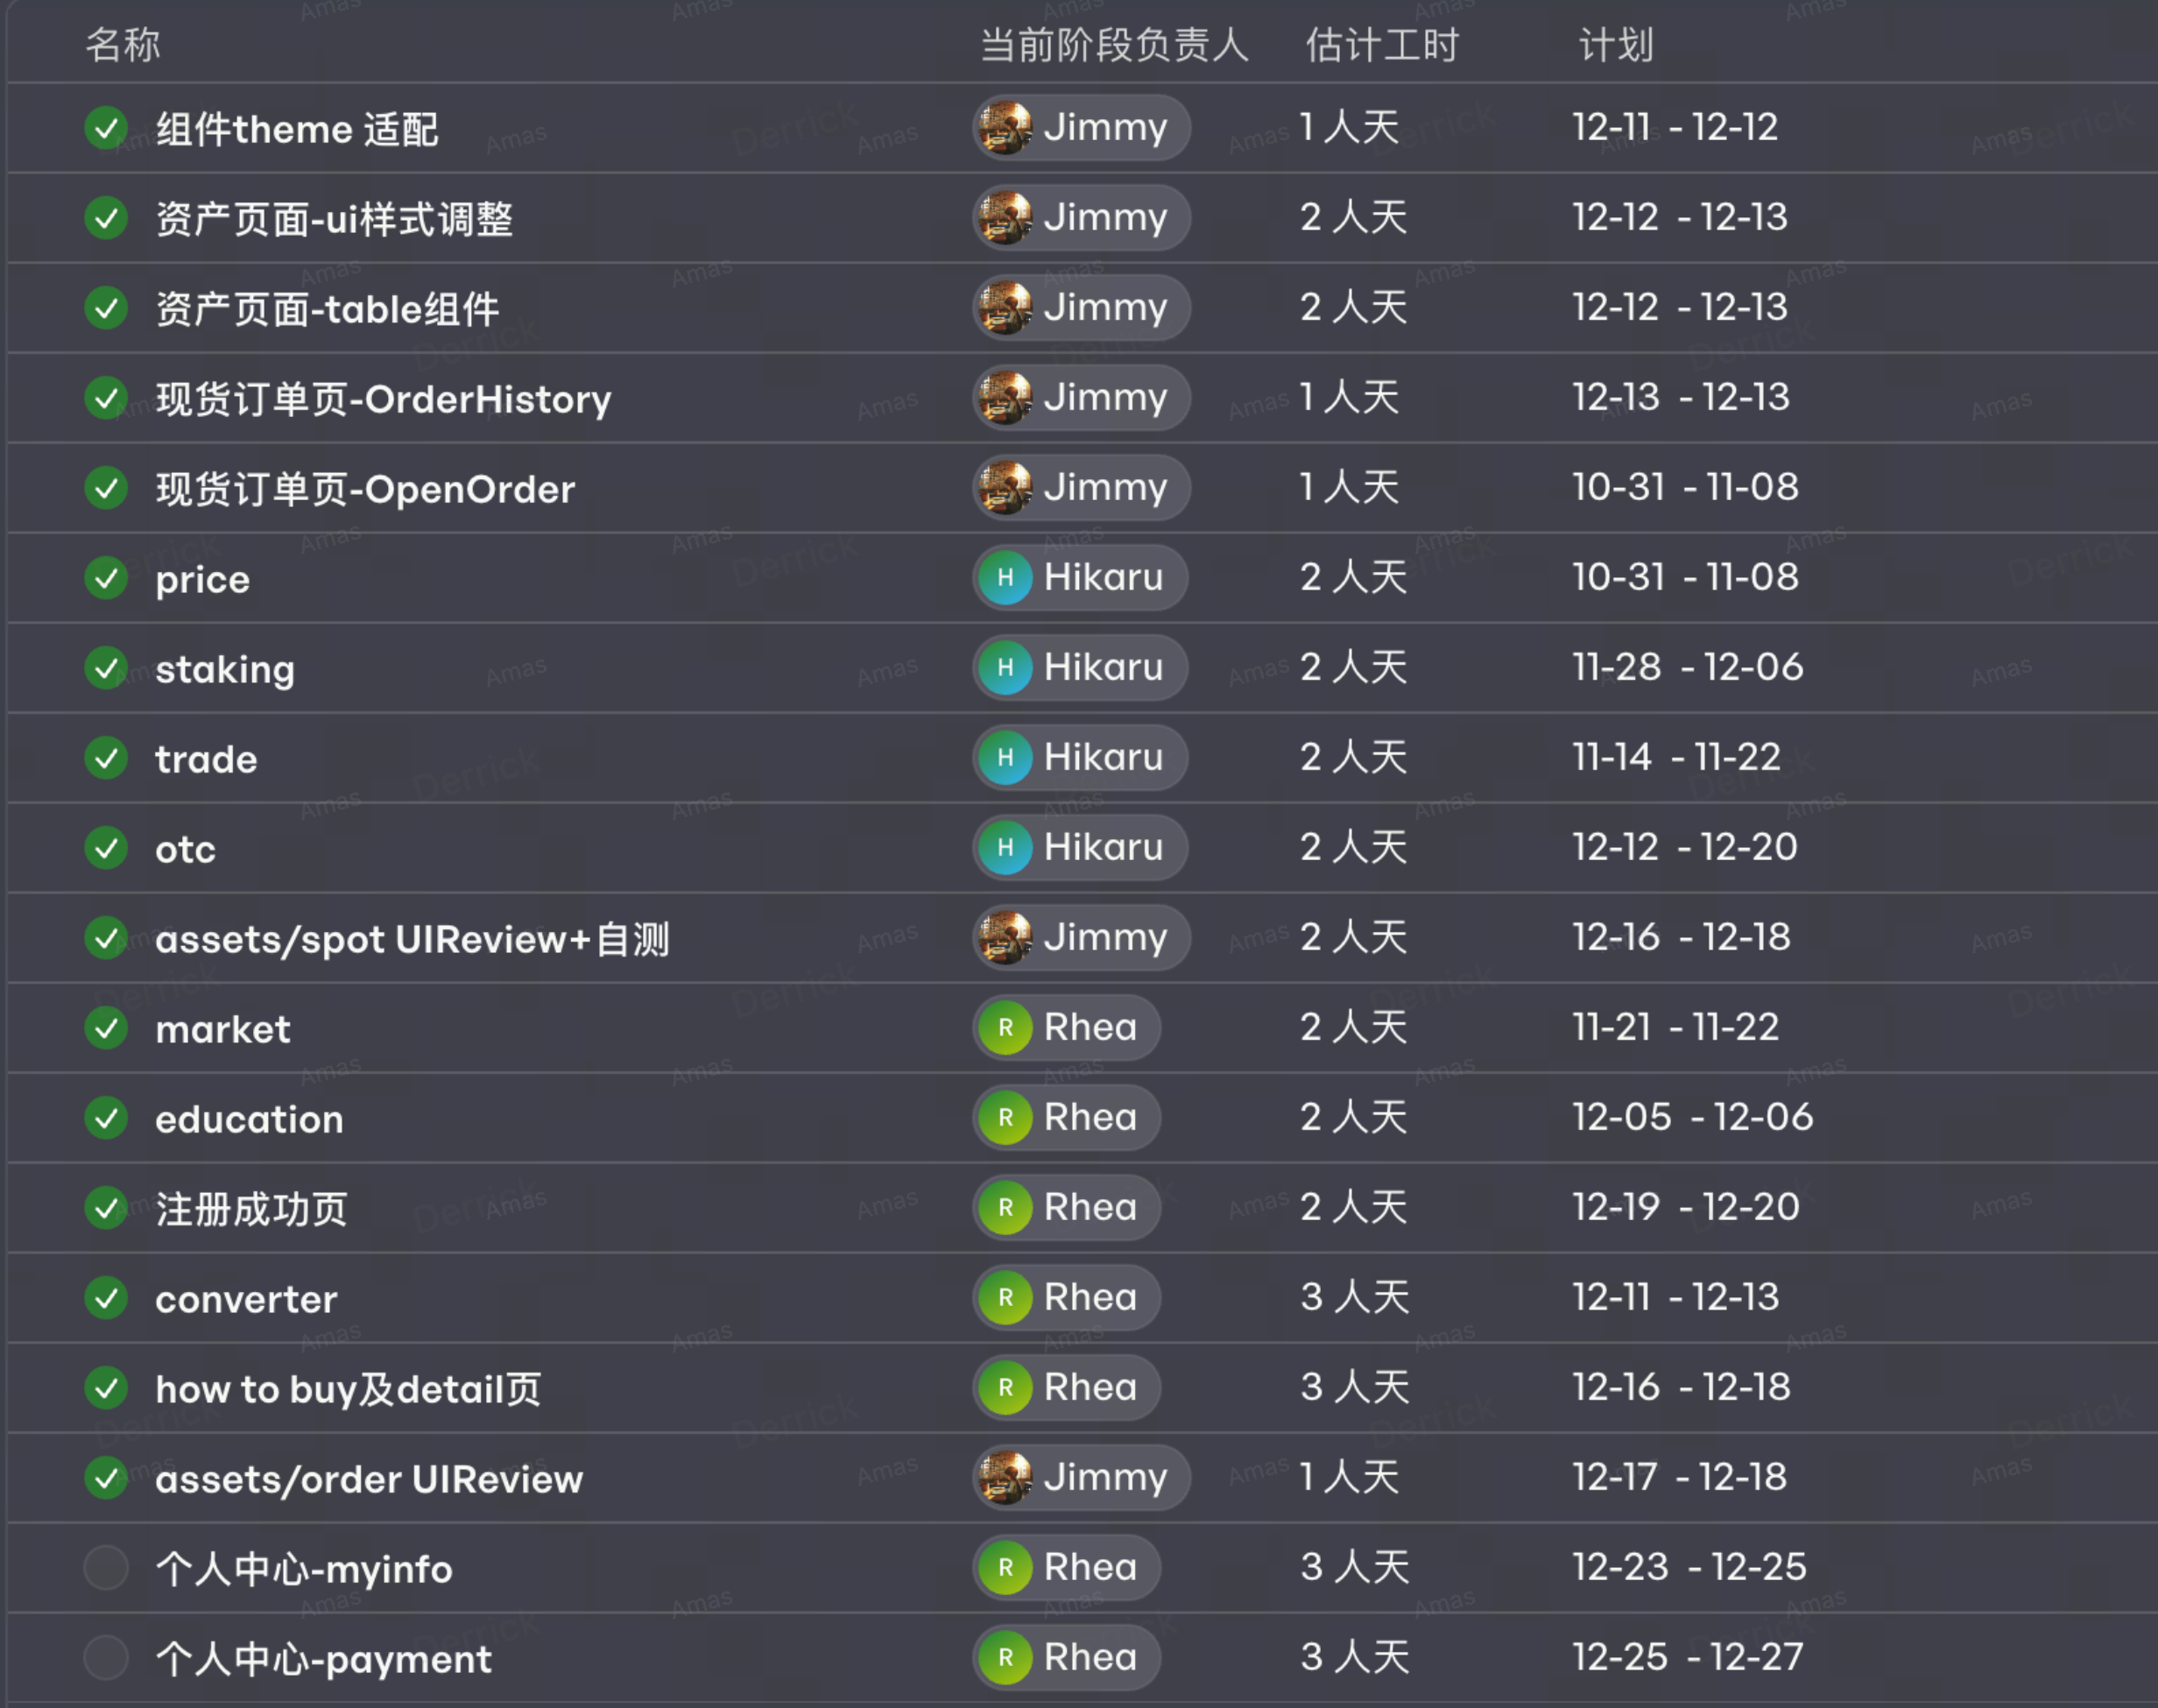 名称 当前阶段负责人 估计工时 计划
组件theme 适配 Jimmy 1 人天 12-11 - 12-12
资产页面-ui样式调整 Jimmy 2 人天 12-12 - 12-13
资产页面-table组件 Jimmy 2 人天 12-12 - 12-13
现货订单页-OrderHistory Jimmy 1 人天 12-13 - 12-13
现货订单页-OpenOrder Jimmy 1 人天 10-31 - 11-08
price H Hikaru 2 人天 10-31 - 11-08
staking H Hikaru 2 人天 11-28 - 12-06
trade H Hikaru 2 人天 11-14 - 11-22
otc H Hikaru 2 人天 12-12 - 12-20
assets/spot UIReview+自测 Jimmy 2 人天 12-16 - 12-18
market R Rhea 2 人天 11-21 - 11-22
education R Rhea 2 人天 12-05 - 12-06
注册成功页 R Rhea 2 人天 12-19 - 12-20
converter R Rhea 3 人天 12-11 - 12-13
how to buy及detail页 R Rhea 3 人天 12-16 - 12-18
assets/order UIReview Jimmy 1 人天 12-17 - 12-18
个人中心-myinfo R Rhea 3 人天 12-23 - 12-25
个人中心-payment R Rhea 3 人天 12-25 - 12-27
Amas
Derrick